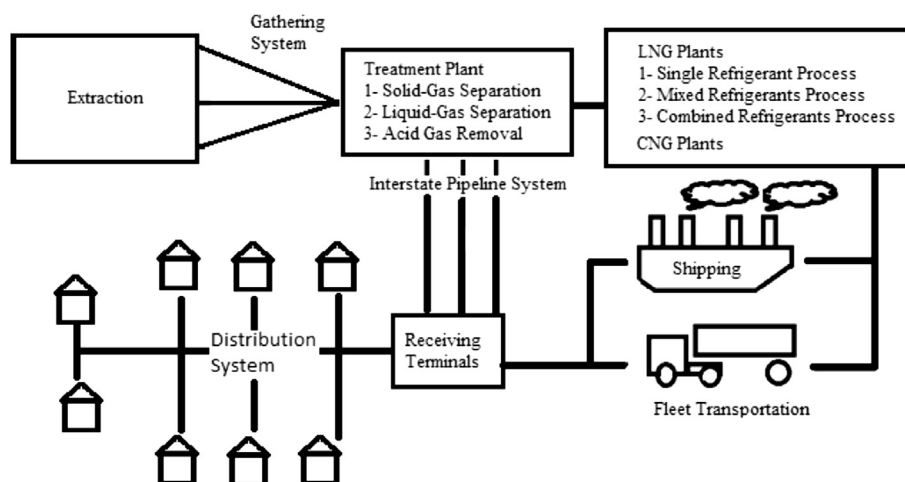 Gathering
System
Extraction
Treatment Plant
1- Solid-Gas Separation
2- Liquid-Gas Separation
3- Acid Gas Removal
LNG Plants
1- Single Refrigerant Process
2- Mixed Refrigerants Process
3- Combined Refrigerants Process
CNG Plants
Interstate Pipeline System
Shipping
Distribution
System
Receiving
Terminals
Fleet Transportation